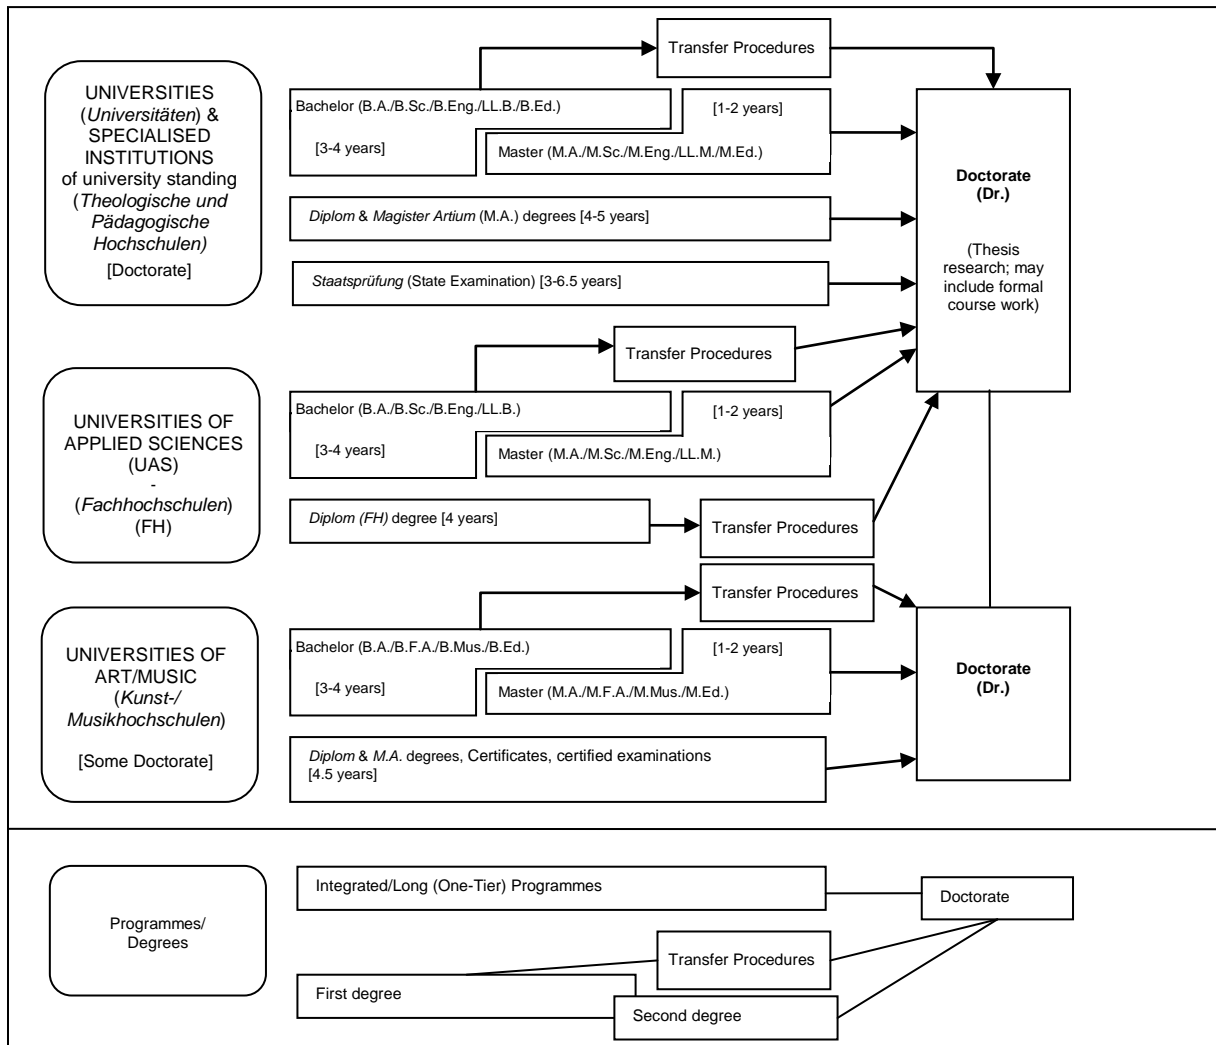 Transfer Procedures
UNIVERSITIES
(Universitäten) &
SPECIALISED
INSTITUTIONS
of university standing
(Theologische und
Pädagogische
Hochschulen)
[Doctorate]
Bachelor (B.A./B.Sc./B.Eng./LL.B./B.Ed.)
[3-4 years]
[1-2 years]
Master (M.A./M.Sc./M.Eng./LL.M./M.Ed.)
Diplom & Magister Artium (M.A.) degrees [4-5 years]
Staatsprüfung (State Examination) [3-6.5 years]
Doctorate
(Dr.)
(Thesis
research; may
include formal
course work)
Transfer Procedures
UNIVERSITIES OF
APPLIED SCIENCES
(UAS)
-
(Fachhochschulen)
(FH)
Bachelor (B.A./B.Sc./B.Eng./LL.B.)
[3-4 years]
[1-2 years]
Master (M.A./M.Sc./M.Eng./LL.M.)
Diplom (FH) degree [4 years]
Transfer Procedures
Transfer Procedures
UNIVERSITIES OF
ART/MUSIC
(Kunst-/
Musikhochschulen)
[Some Doctorate]
Bachelor (B.A./B.F.A./B.Mus./B.Ed.)
[3-4 years]
[1-2 years]
Master (M.A./M.F.A./M.Mus./M.Ed.)
Diplom & M.A. degrees, Certificates, certified examinations
[4.5 years]
Doctorate
(Dr.)
Programmes/
Degrees
Integrated/Long (One-Tier) Programmes
Doctorate
Transfer Procedures
First degree
Second degree